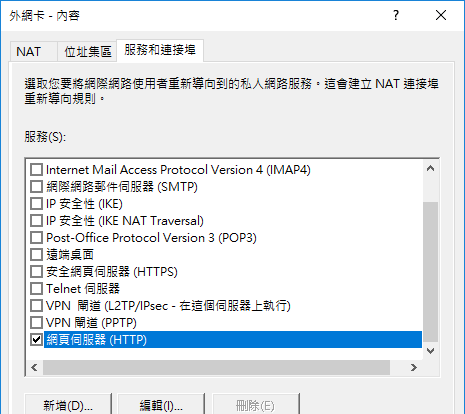 外網卡 - 內容
NAT 位址集區 服務和連接埠
選取您要將網際網路使用者重新導向到的私人網路服務。這會建立 NAT 連接埠
重新導向規則。
服務(S):
Internet Mail Access Protocol Version 4 (IMAP4)
網際網路郵件伺服器 (SMTP)
IP 安全性 (IKE)
IP 安全性 (IKE NAT Traversal)
Post-Office Protocol Version 3 (POP3)
遠端桌面
安全網頁伺服器 (HTTPS)
Telnet 伺服器
VPN 閘道 (L2TP/IPsec - 在這個伺服器上執行)
VPN 閘道 (PPTP)
網頁伺服器 (HTTP)
新增(D)... 編輯(I)... 刪除(E)